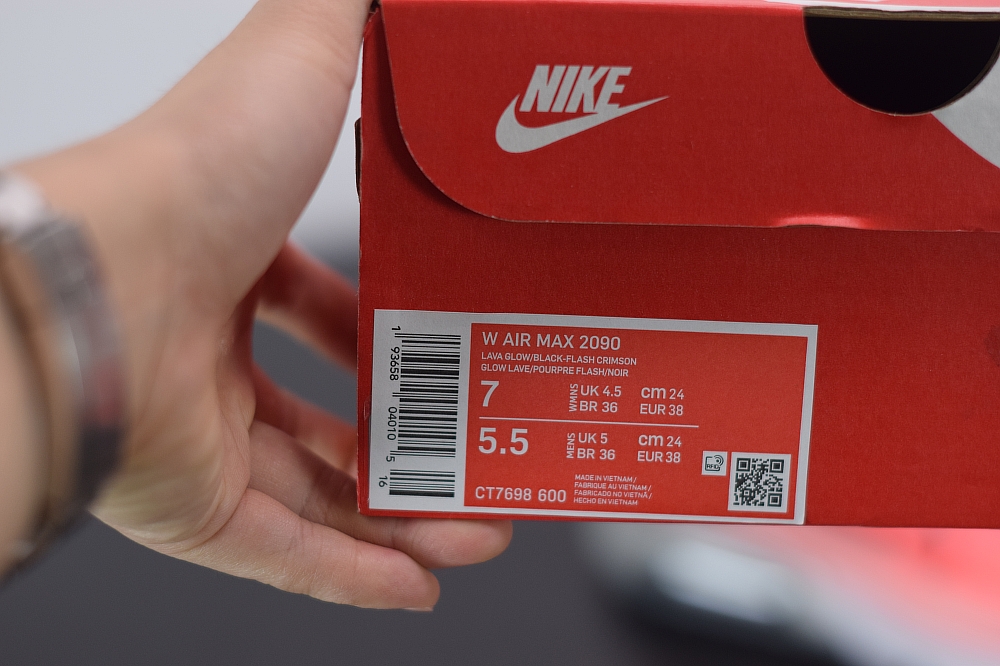 NIKE
W AIR MAX 2090
LAVA GLOW/BLACK-FLASH CRIMSON
GLOW LAVE/POURPRE FLASH/NOIR
7 WMNS UK 4.5 cm 24
BR 36 EUR 38
5.5 MENS UK 5 cm 24
BR 36 EUR 38
MADE IN VIETNAM /
FABRIQUE AU VIETNAM /
FABRICADO NO VIETNÃ /
HECHO EN VIETNAM
CT7698 600
RFID
1 93658 04010 5 16